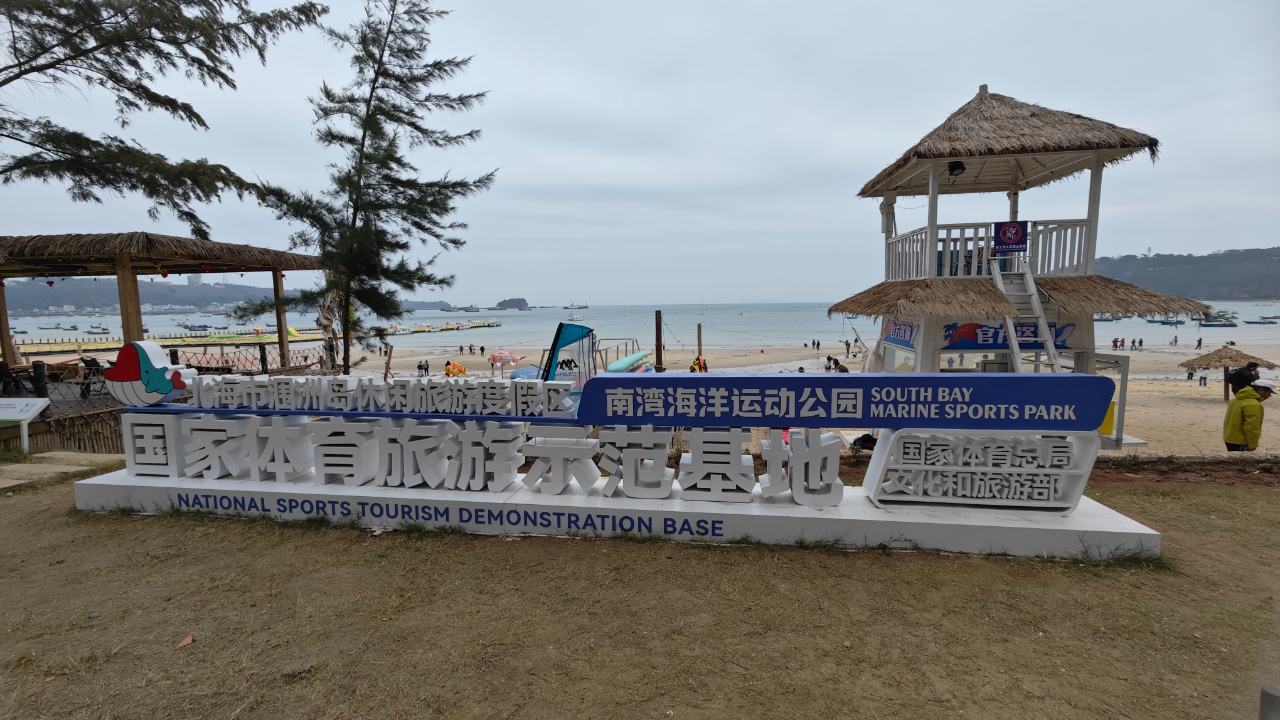 北海市涠洲岛休闲旅游度假区
南湾海洋运动公园
SOUTH BAY
MARINE SPORTS PARK
国家体育旅游示范基地
国家体育总局
文化和旅游部
NATIONAL SPORTS TOURISM DEMONSTRATION BASE